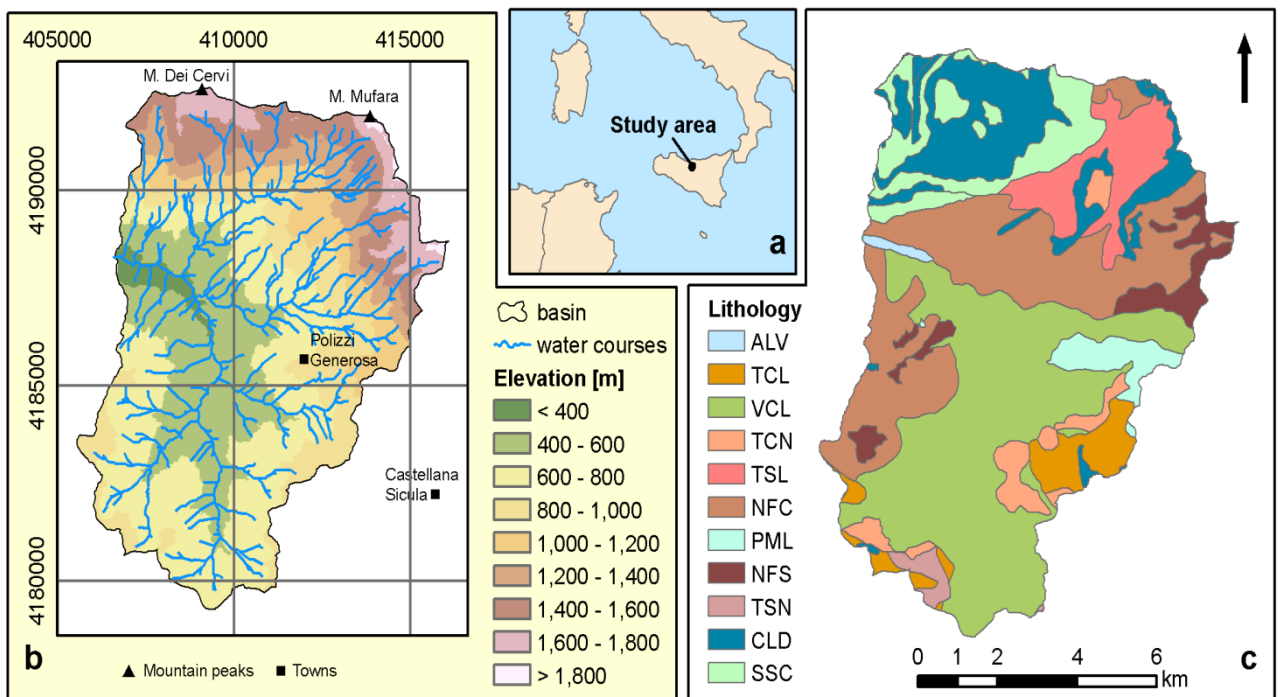 405000 410000 415000
M. Dei Cervi
M. Mufara
4190000
4185000
4180000
Polizzi
Generosa
Castellana
Sicula
b
Mountain peaks
Towns
Study area
a
basin
water courses
Elevation [m]
< 400
400 - 600
600 - 800
800 - 1,000
1,000 - 1,200
1,200 - 1,400
1,400 - 1,600
1,600 - 1,800
> 1,800
Lithology
ALV
TCL
VCL
TCN
TSL
NFC
PML
NFS
TSN
CLD
SSC
0 1 2 4 6
km
c